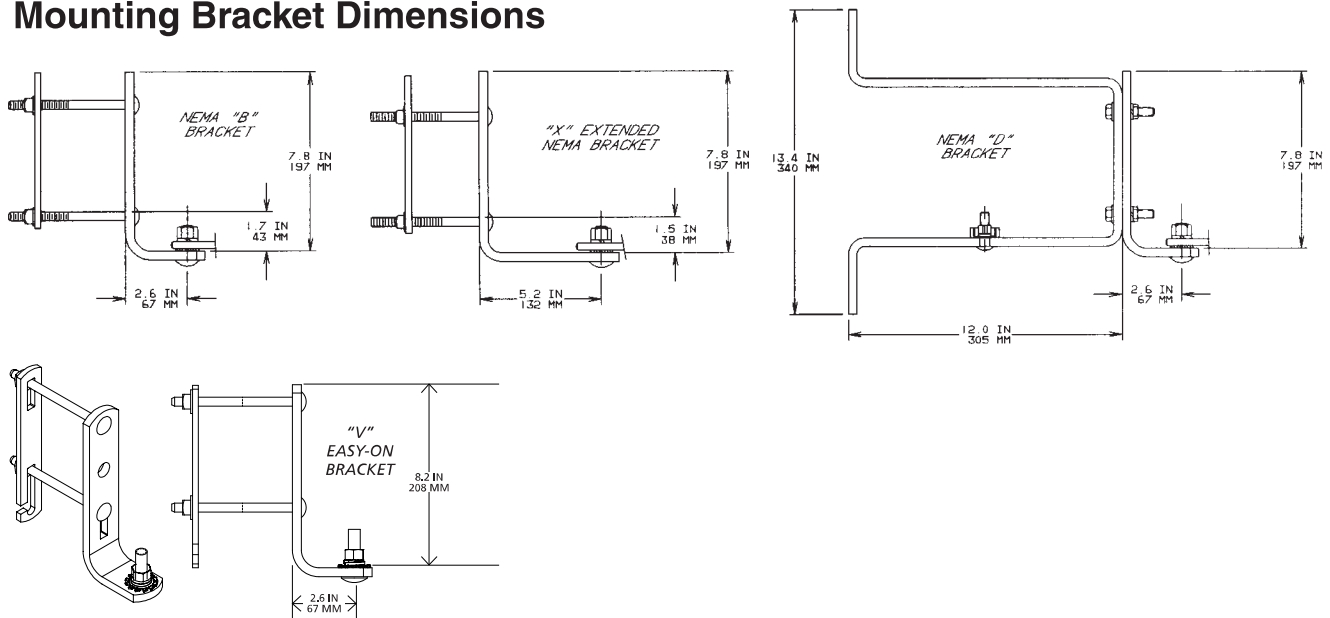 Mounting Bracket Dimensions
NEMA "B"
BRACKET
7.8 IN
197 MM
1.7 IN
43 MM
2.6 IN
67 MM
"X" EXTENDED
NEMA BRACKET
7.8 IN
197 MM
1.5 IN
38 MM
5.2 IN
132 MM
13.4 IN
340 MM
NEMA "D"
BRACKET
7.8 IN
197 MM
2.6 IN
67 MM
12.0 IN
305 MM
"V"
EASY-ON
BRACKET
8.2 IN
208 MM
2.6 IN
67 MM